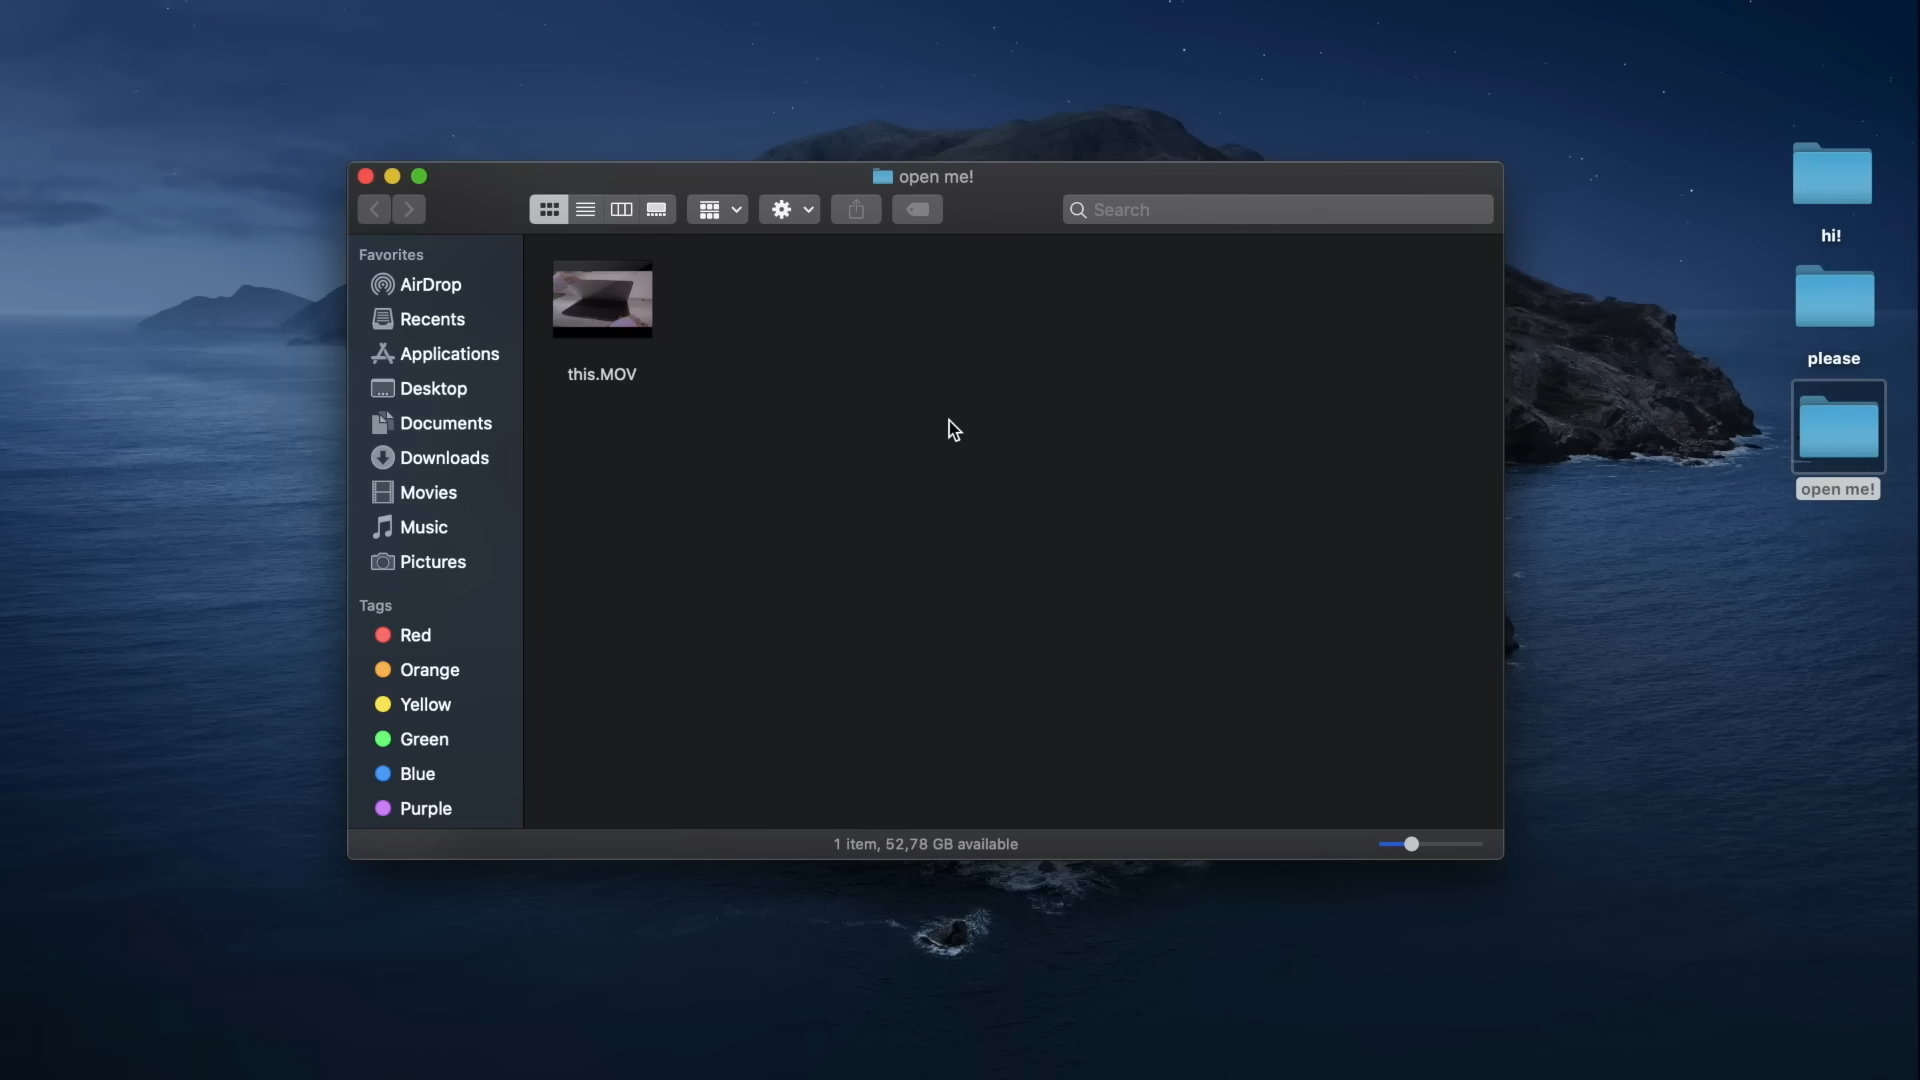 open me!
Search
Favorites
AirDrop
Recents
Applications
Desktop
Documents
Downloads
Movies
Music
Pictures
Tags
Red
Orange
Yellow
Green
Blue
Purple
this.MOV
1 item, 52,78 GB available
hi!
please
open me!